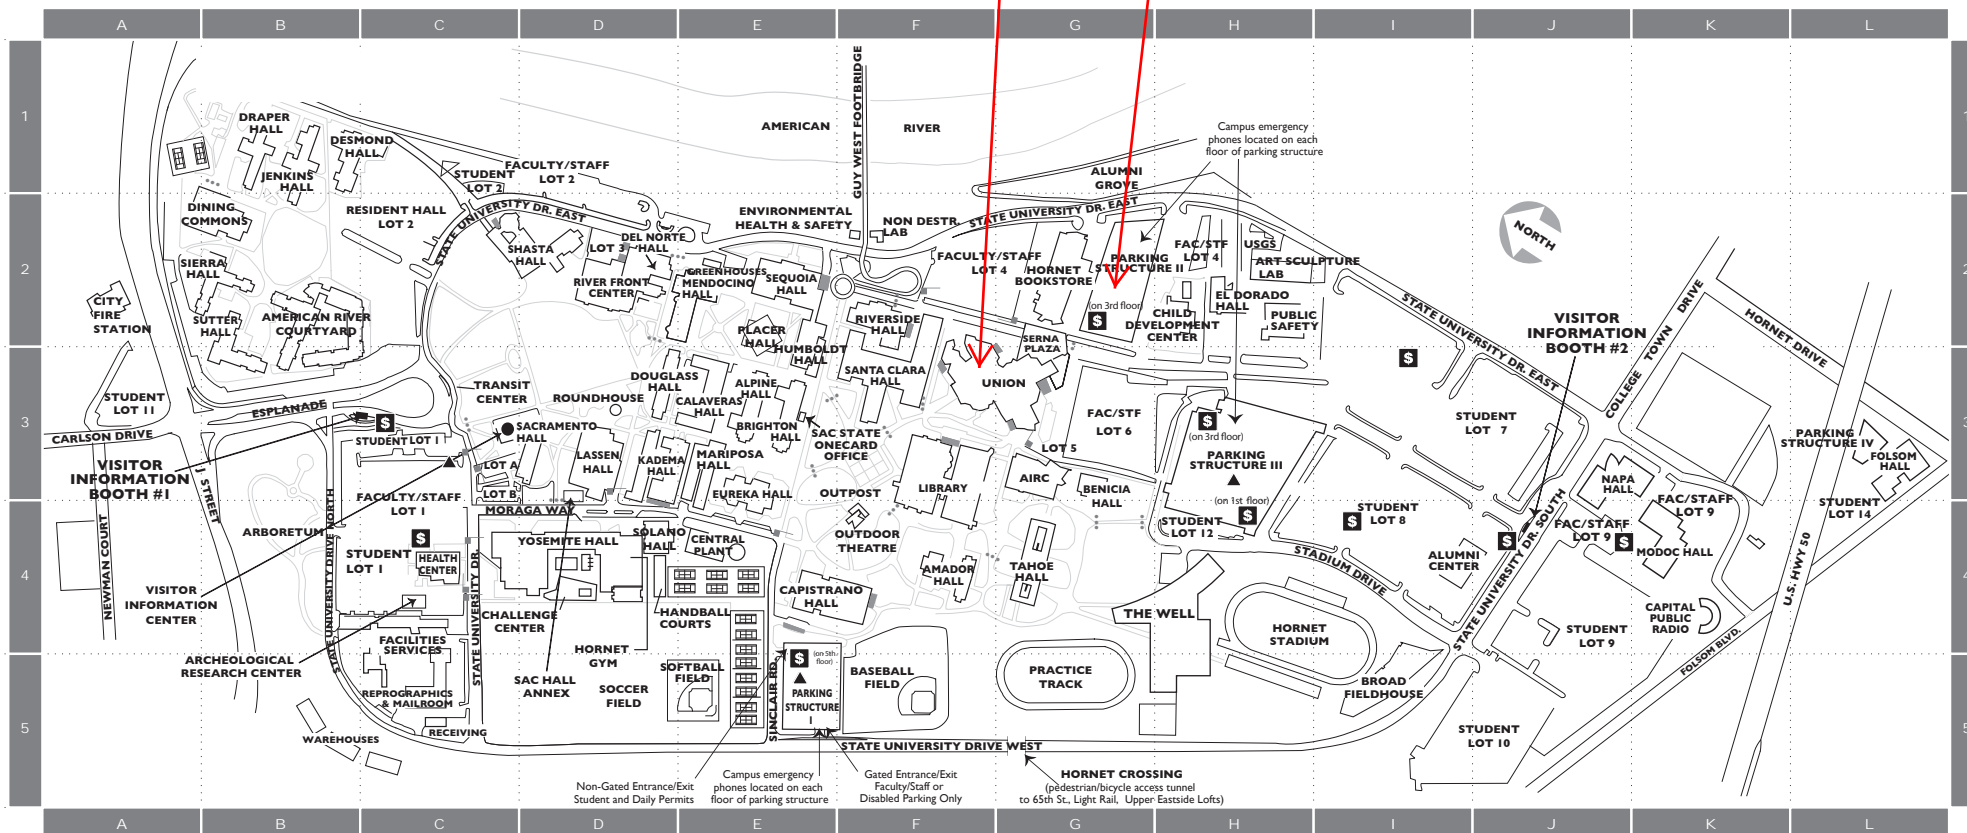 A B C D E F G H I J K L
1
2
3
4
5
DRAPER
HALL
DESMOND
HALL
JENKINS
HALL
DINING
COMMONS
RESIDENT HALL
LOT 2
STUDENT
LOT 2
FACULTY/STAFF
LOT 2
STATE UNIVERSITY DR. EAST
AMERICAN RIVER
GUY WEST FOOTBRIDGE
Campus emergency
phones located on each
floor of parking structure
ALUMNI
GROVE
STATE UNIVERSITY DR. EAST
ENVIRONMENTAL
HEALTH & SAFETY
NON DESTR.
LAB
SIERRA
HALL
CITY
FIRE
STATION
SUTTER
HALL
AMERICAN RIVER
COURTYARD
SHASTA
HALL
LOT 3
DEL NORTE
HALL
RIVER FRONT
CENTER
GREENHOUSES
MENDOCINO
HALL
SEQUOIA
HALL
PLACER
HALL
HUMBOLDT
HALL
RIVERSIDE
HALL
FACULTY/STAFF
LOT 4
HORNET
BOOKSTORE
PARKING
STRUCTURE II
(on 3rd floor)
$
FAC/STF
LOT 4
USGS
ART SCULPTURE
LAB
EL DORADO
HALL
CHILD
DEVELOPMENT
CENTER
PUBLIC
SAFETY
NORTH
STATE UNIVERSITY DR. EAST
VISITOR
INFORMATION
BOOTH #2
COLLEGE TOWN DRIVE
HORNET DRIVE
STUDENT
LOT 11
CARLSON DRIVE
ESPLANADE
J STREET
VISITOR
INFORMATION
BOOTH #1
$
STUDENT LOT 1
TRANSIT
CENTER
SACRAMENTO
HALL
LOT A
LOT B
ROUNDHOUSE
DOUGLASS
HALL
CALAVERAS
HALL
ALPINE
HALL
BRIGHTON
HALL
LASSEN
HALL
KADEMA
HALL
MARIPOSA
HALL
EUREKA HALL
SAC STATE
ONECARD
OFFICE
SANTA CLARA
HALL
UNION
SERNA
PLAZA
FAC/STF
LOT 6
LOT 5
AIRC
BENICIA
HALL
LIBRARY
OUTPOST
OUTDOOR
THEATRE
$
(on 3rd floor)
PARKING
STRUCTURE III
(on 1st floor)
$
$
STUDENT
LOT 7
STUDENT
LOT 8
$
STUDENT
LOT 12
PARKING
STRUCTURE IV
FOLSOM
HALL
NAPA
HALL
FAC/STAFF
LOT 9
FAC/STAFF
LOT 9
$
$
MODOC HALL
STUDENT
LOT 14
U.S. HWY 50
NEWMAN COURT
ARBORETUM
STATE UNIVERSITY DRIVE NORTH
FACULTY/STAFF
LOT 1
$
STUDENT
LOT 1
HEALTH
CENTER
MORAGA WAY
YOSEMITE HALL
SOLANO
HALL
CENTRAL
PLANT
STATE UNIVERSITY DR.
VISITOR
INFORMATION
CENTER
CHALLENGE
CENTER
HANDBALL
COURTS
CAPISTRANO
HALL
AMADOR
HALL
TAHOE
HALL
THE WELL
STADIUM DRIVE
HORNET
STADIUM
ALUMNI
CENTER
STATE UNIVERSITY DR. SOUTH
STUDENT
LOT 9
CAPITAL
PUBLIC
RADIO
FOLSOM BLVD.
FACILITIES
SERVICES
ARCHEOLOGICAL
RESEARCH CENTER
REPROGRAPHICS
& MAILROOM
RECEIVING
WAREHOUSES
SAC HALL
ANNEX
HORNET
GYM
SOCCER
FIELD
SOFTBALL
FIELD
SINCLAIR RD.
$
(on 5th
floor)
PARKING
STRUCTURE
I
BASEBALL
FIELD
PRACTICE
TRACK
BROAD
FIELDHOUSE
STUDENT
LOT 10
STATE UNIVERSITY DRIVE WEST
Non-Gated Entrance/Exit
Student and Daily Permits
Campus emergency
phones located on each
floor of parking structure
Gated Entrance/Exit
Faculty/Staff or
Disabled Parking Only
HORNET CROSSING
(pedestrian/bicycle access tunnel
to 65th St., Light Rail, Upper Eastside Lofts)
1
2
3
4
5
A B C D E F G H I J K L